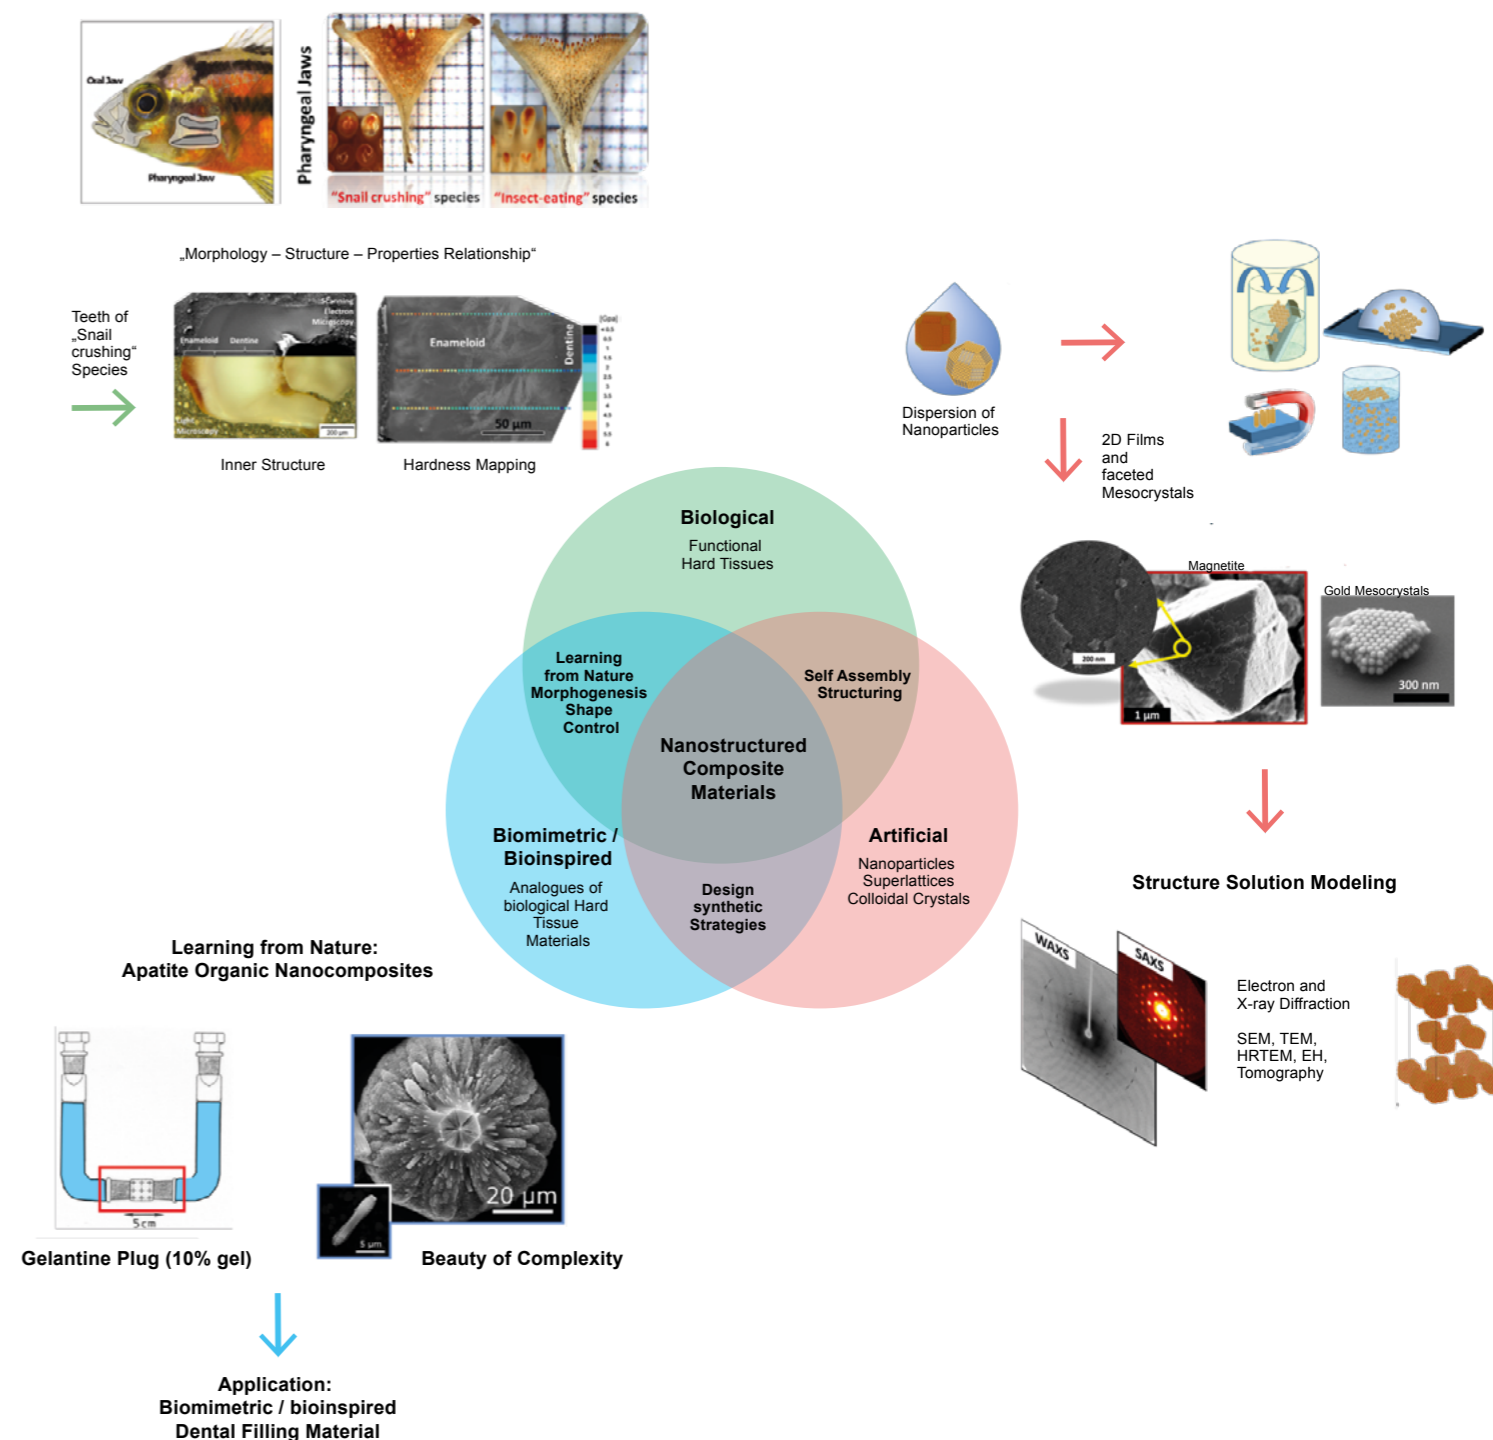 Oral Jaw
Pharyngeal Jaw
Pharyngeal Jaws
"Snail crushing" species
"Insect-eating" species
„Morphology – Structure – Properties Relationship“
Teeth of
„Snail
crushing“
Species
Scanning
Electron
Microscopy
Enameloid
Dentine
Light
Microscopy
200 µm
Inner Structure
Enameloid
Dentine
50 µm
[Gpa]
Hardness Mapping
Dispersion of
Nanoparticles
2D Films
and
faceted
Mesocrystals
Magnetite
200 nm
1 µm
Gold Mesocrystals
300 nm
Biological
Functional
Hard Tissues
Learning
from Nature
Morphogenesis
Shape
Control
Self Assembly
Structuring
Nanostructured
Composite
Materials
Biomimetric /
Bioinspired
Analogues of
biological Hard
Tissue
Materials
Design
synthetic
Strategies
Artificial
Nanoparticles
Superlattices
Colloidal Crystals
Structure Solution Modeling
WAXS
SAXS
Electron and
X-ray Diffraction
SEM, TEM,
HRTEM, EH,
Tomography
Learning from Nature:
Apatite Organic Nanocomposites
5cm
Gelantine Plug (10% gel)
20 µm
5 µm
Beauty of Complexity
Application:
Biomimetric / bioinspired
Dental Filling Material